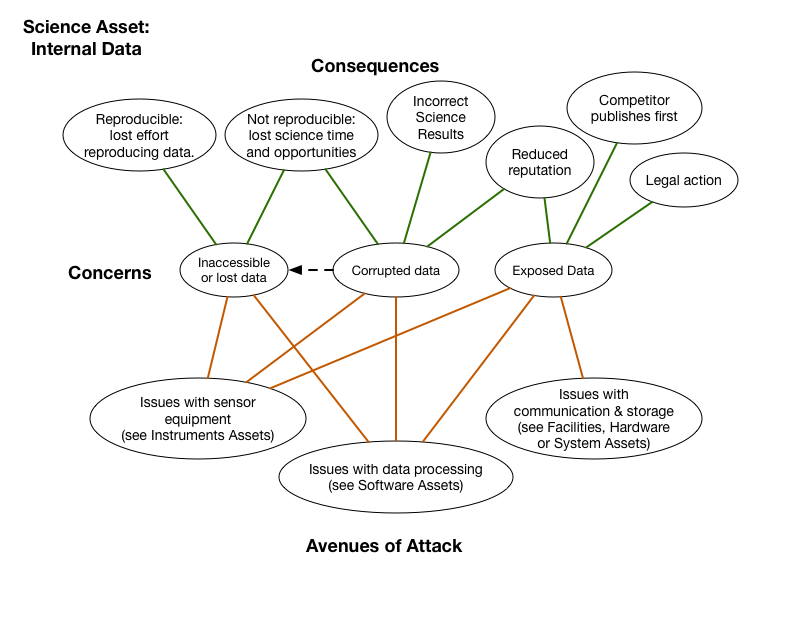 Science Asset:
Internal Data
Consequences
Reproducible:
lost effort
reproducing data.
Not reproducible:
lost science time
and opportunities
Incorrect
Science
Results
Reduced
reputation
Competitor
publishes first
Legal action
Concerns
Inaccessible
or lost data
Corrupted data
Exposed Data
Issues with sensor
equipment
(see Instruments Assets)
Issues with data processing
(see Software Assets)
Issues with
communication & storage
(see Facilities, Hardware
or System Assets)
Avenues of Attack